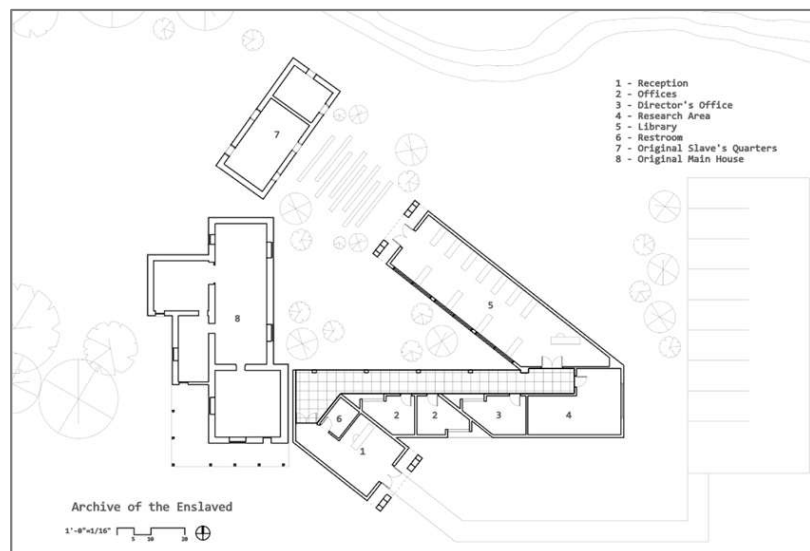 1 - Reception
2 - Offices
3 - Director's Office
4 - Research Area
5 - Library
6 - Restroom
7 - Original Slave's Quarters
8 - Original Main House
7
5
8
6
2
2
3
4
1
Archive of the Enslaved
1'-0"=1/16"
5 10 20